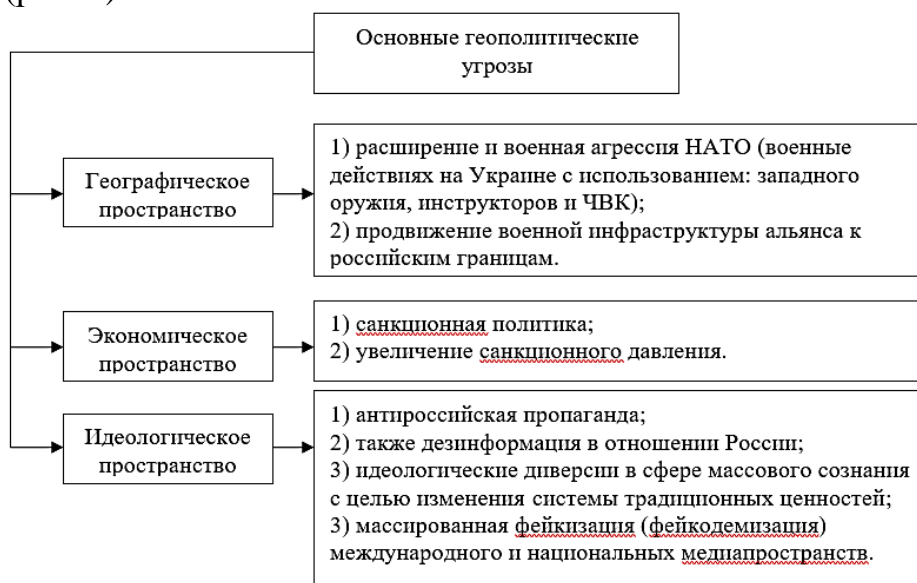 Основные геополитические
угрозы
Географическое
пространство
1) расширение и военная агрессия НАТО (военные
действиях на Украине с использованием: западного
оружия, инструкторов и ЧВК);
2) продвижение военной инфраструктуры альянса к
российским границам.
Экономическое
пространство
1) санкционная политика;
2) увеличение санкционного давления.
Идеологическое
пространство
1) антироссийская пропаганда;
2) также дезинформация в отношении России;
3) идеологические диверсии в сфере массового сознания
с целью изменения системы традиционных ценностей;
3) массированная фейкизация (фейкодемизация)
международного и национальных медиапространств.